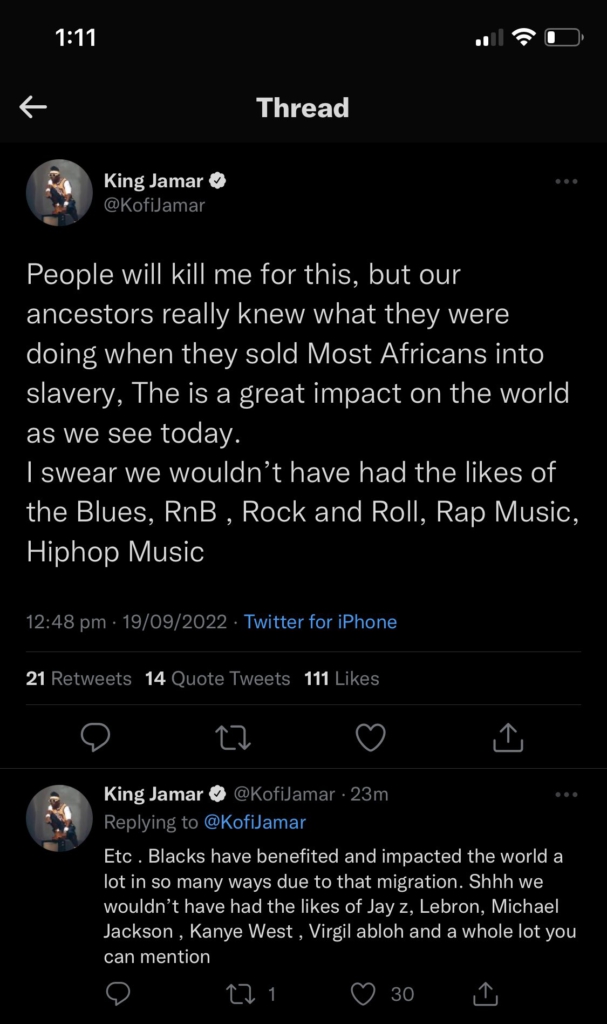 1:11
Thread
King Jamar
@KofiJamar
People will kill me for this, but our
ancestors really knew what they were
doing when they sold Most Africans into
slavery, The is a great impact on the world
as we see today.
I swear we wouldn’t have had the likes of
the Blues, RnB , Rock and Roll, Rap Music,
Hiphop Music
12:48 pm · 19/09/2022 · Twitter for iPhone
21 Retweets 14 Quote Tweets 111 Likes
King Jamar @KofiJamar · 23m
Replying to @KofiJamar
Etc . Blacks have benefited and impacted the world a
lot in so many ways due to that migration. Shhh we
wouldn’t have had the likes of Jay z, Lebron, Michael
Jackson , Kanye West , Virgil abloh and a whole lot you
can mention
1 30